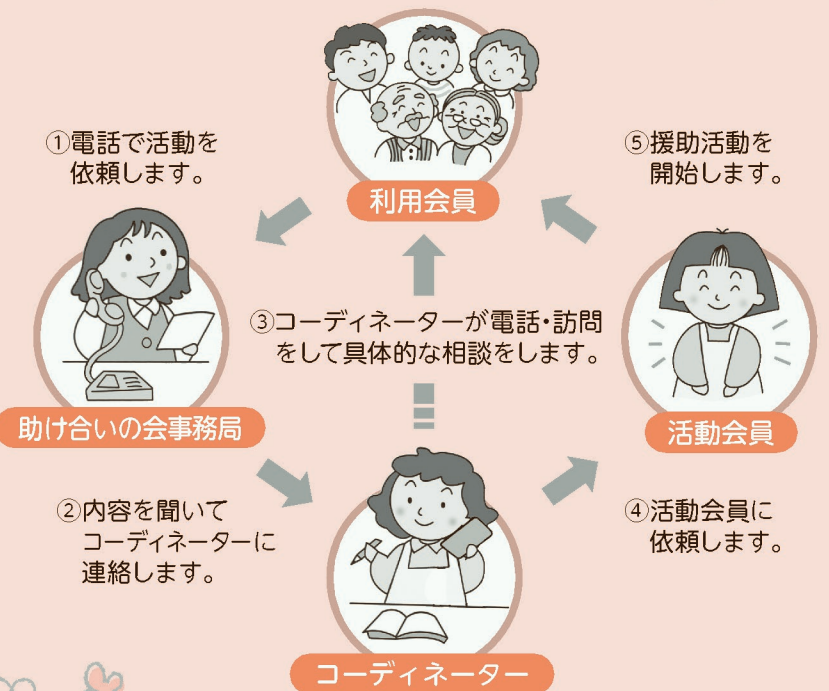 利用会員
①電話で活動を
依頼します。
助け合いの会事務局
②内容を聞いて
コーディネーターに
連絡します。
③コーディネーターが電話・訪問
をして具体的な相談をします。
コーディネーター
④活動会員に
依頼します。
活動会員
⑤援助活動を
開始します。